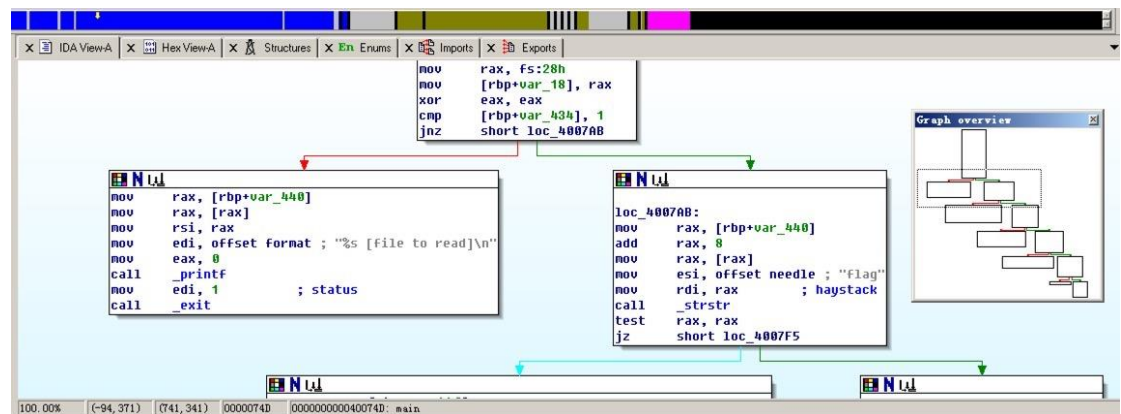 IDA View-A
Hex View-A
Structures
En Enums
Imports
Exports
mov rax, fs:28h
mov [rbp+var_18], rax
xor eax, eax
cmp [rbp+var_434], 1
jnz short loc_4007AB
Graph overview
mov rax, [rbp+var_440]
mov rax, [rax]
mov rsi, rax
mov edi, offset format ; "%s [file to read]\n"
mov eax, 0
call _printf
mov edi, 1 ; status
call _exit
loc_4007AB:
mov rax, [rbp+var_440]
add rax, 8
mov rax, [rax]
mov esi, offset needle ; "flag"
mov rdi, rax ; haystack
call _strstr
test rax, rax
jz short loc_4007F5
100.00% (-94,371) (741,341) 0000074D 000000000040074D: main